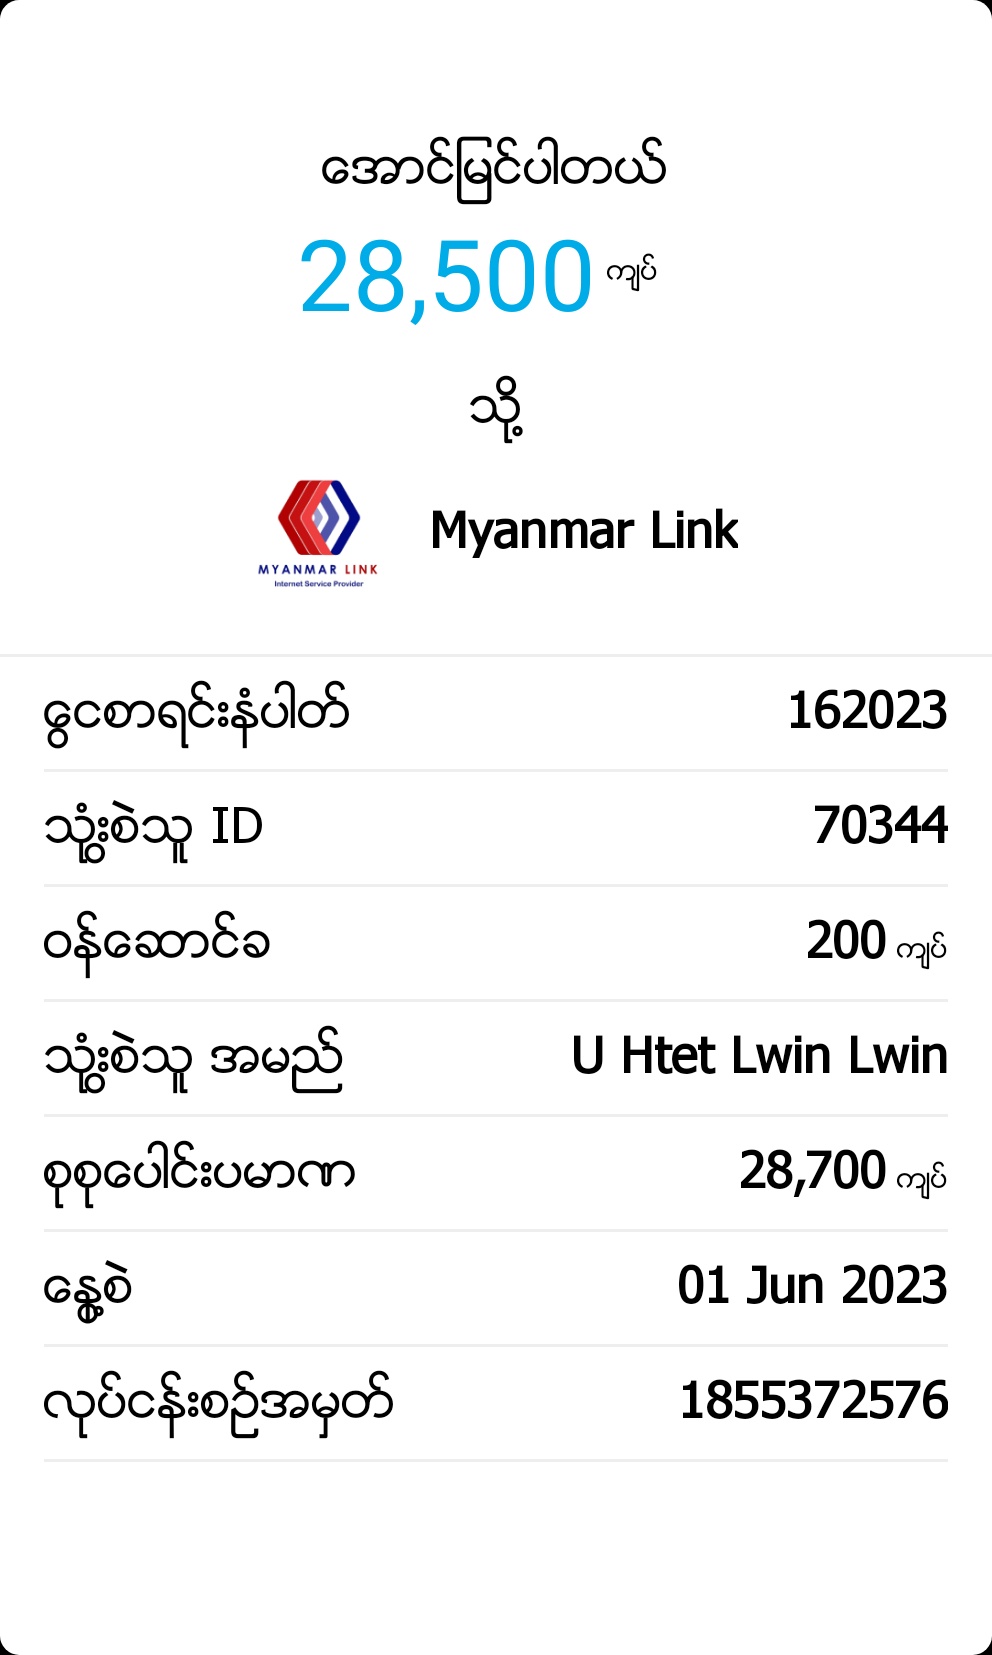 အောင်မြင်ပါတယ်
28,500 ကျပ်
သို့
MYANMAR LINK
Internet Service Provider
Myanmar Link
ငွေစာရင်းနံပါတ် 162023
သုံးစွဲသူ ID 70344
ဝန်ဆောင်ခ 200 ကျပ်
သုံးစွဲသူ အမည် U Htet Lwin Lwin
စုစုပေါင်းပမာဏ 28,700 ကျပ်
နေ့စွဲ 01 Jun 2023
လုပ်ငန်းစဉ်အမှတ် 1855372576